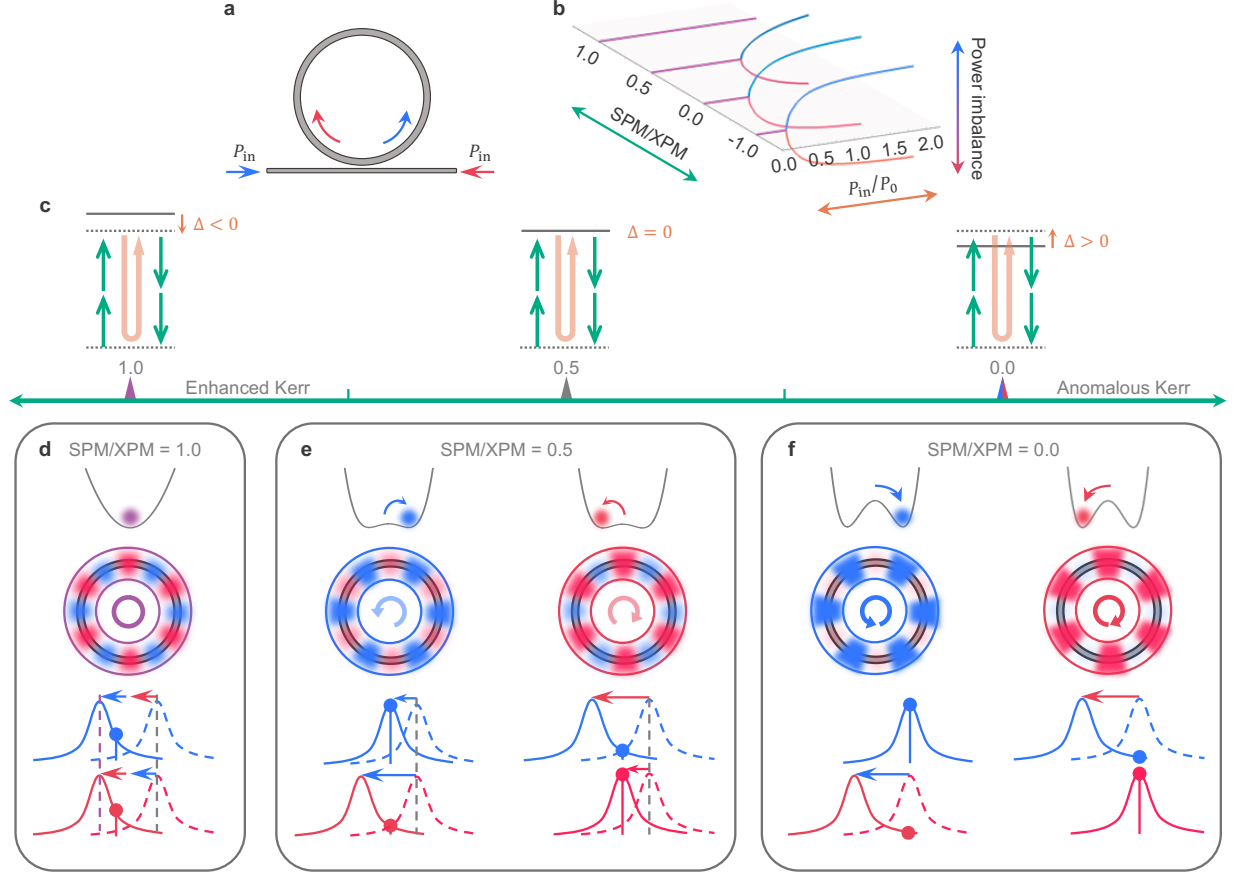 a
P_in
P_in
b
1.0
0.5
0.0
-1.0
SPM/XPM
0.0 0.5 1.0 1.5 2.0
P_in/P_0
Power imbalance
c
Δ < 0
Δ = 0
Δ > 0
1.0
0.5
0.0
Enhanced Kerr
Anomalous Kerr
d
SPM/XPM = 1.0
e
SPM/XPM = 0.5
f
SPM/XPM = 0.0